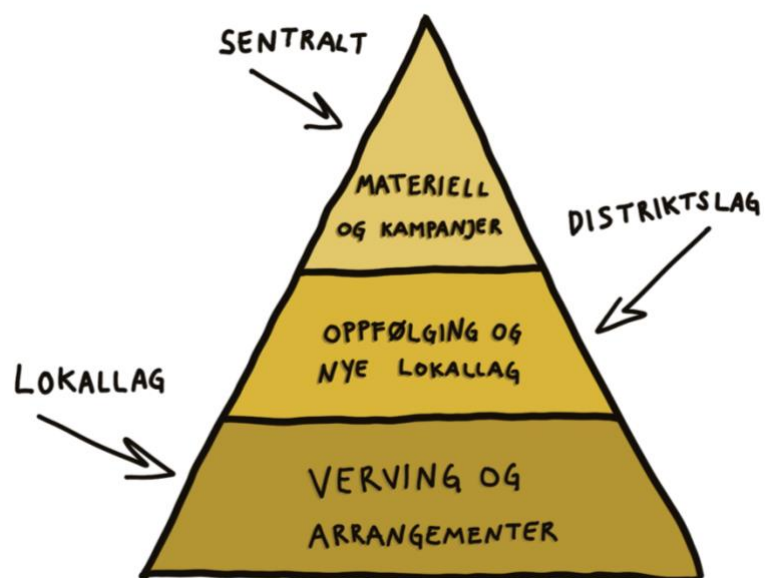 SENTRALT
MATERIELL
OG KAMPANJER
DISTRIKTSLAG
OPPFØLGING OG
NYE LOKALLAG
LOKALLAG
VERVING OG
ARRANGEMENTER